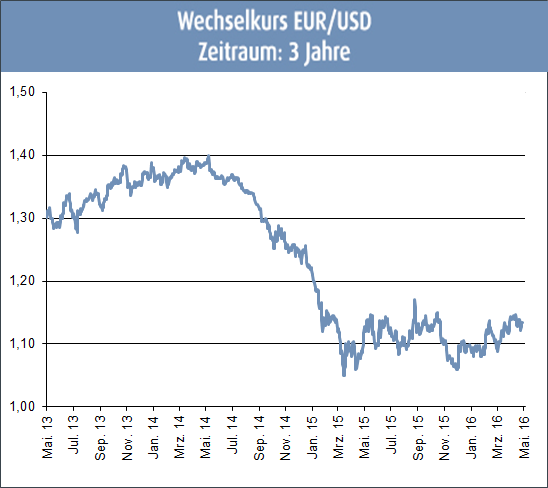 Wechselkurs EUR/USD
Zeitraum: 3 Jahre
1,50
1,40
1,30
1,20
1,10
1,00
Mai. 13
Jul. 13
Sep. 13
Nov. 13
Jan. 14
Mrz. 14
Mai. 14
Jul. 14
Sep. 14
Nov. 14
Jan. 15
Mrz. 15
Mai. 15
Jul. 15
Sep. 15
Nov. 15
Jan. 16
Mrz. 16
Mai. 16